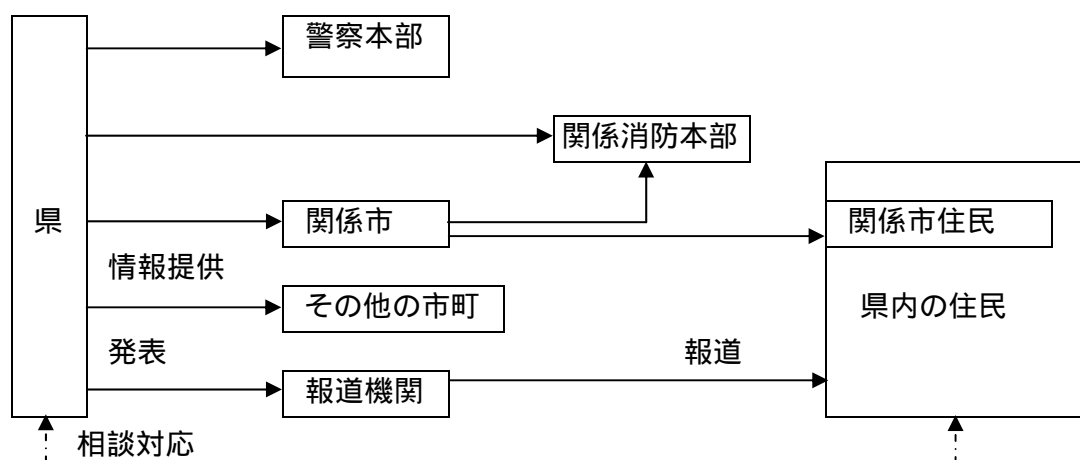 警察本部
関係消防本部
県
関係市
関係市住民
情報提供
その他の市町
県内の住民
発表
報道
報道機関
相談対応